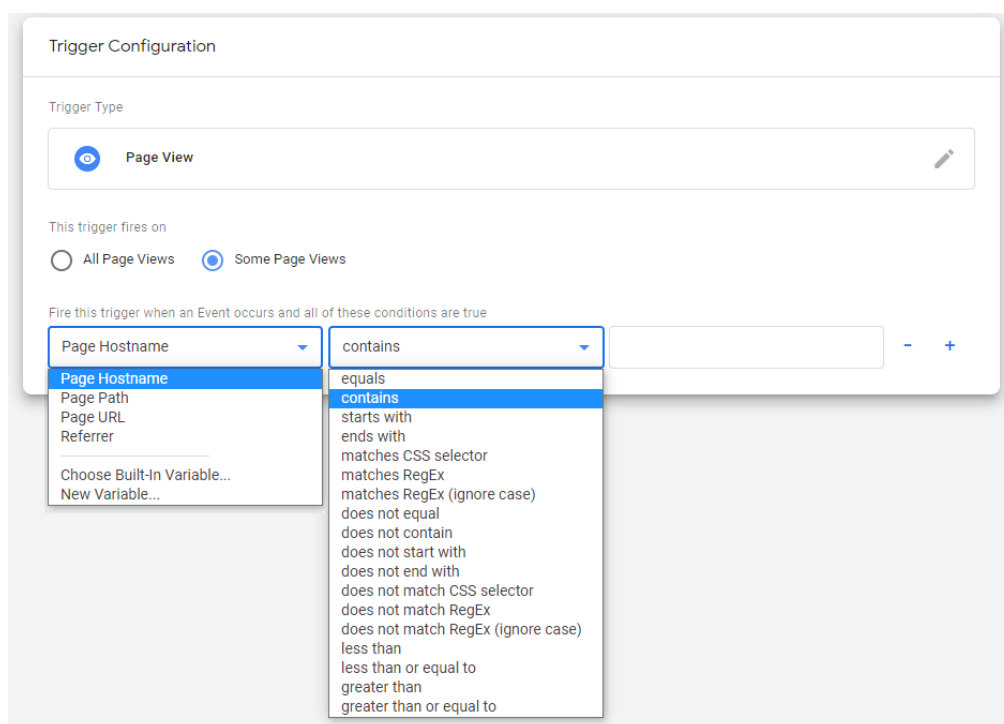 Trigger Configuration
Trigger Type
Page View
This trigger fires on
All Page Views Some Page Views
Fire this trigger when an Event occurs and all of these conditions are true
Page Hostname contains - +
Page Hostname
Page Path
Page URL
Referrer
Choose Built-In Variable...
New Variable...
equals
contains
starts with
ends with
matches CSS selector
matches RegEx
matches RegEx (ignore case)
does not equal
does not contain
does not start with
does not end with
does not match CSS selector
does not match RegEx
does not match RegEx (ignore case)
less than
less than or equal to
greater than
greater than or equal to